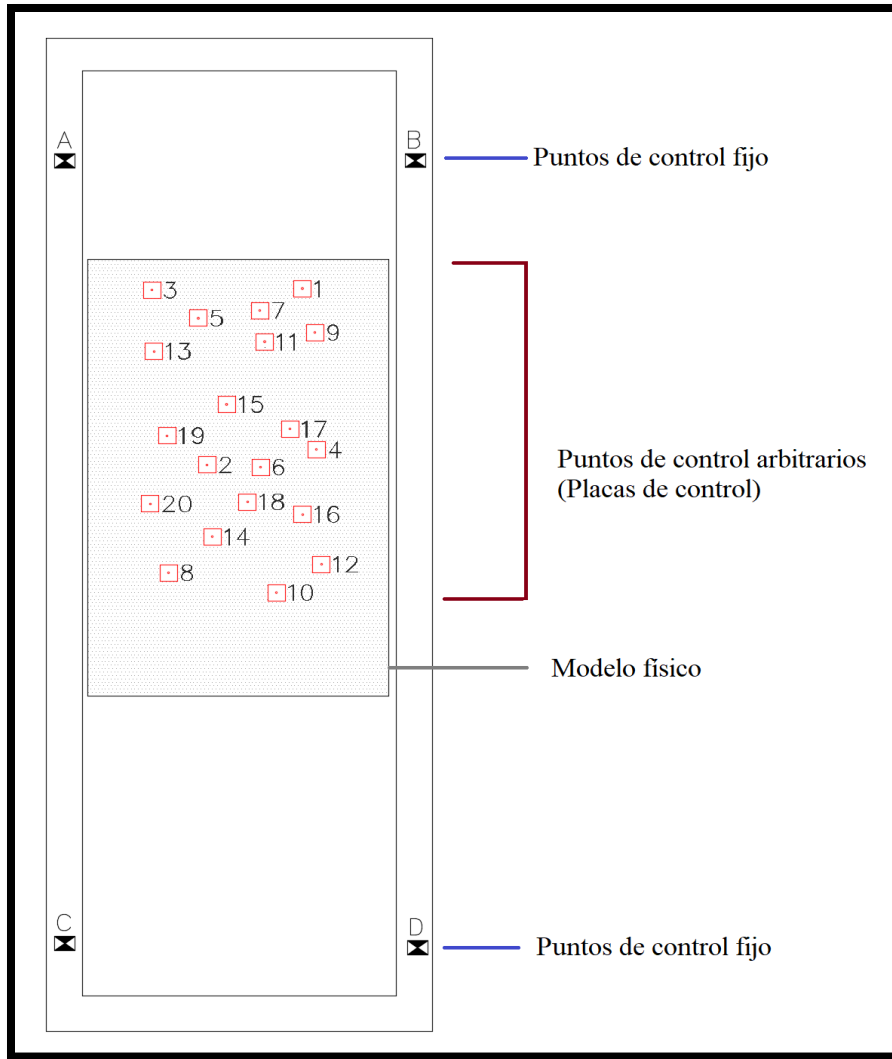 A
B
Puntos de control fijo
3
1
7
5
9
11
13
15
17
19
4
2
6
Puntos de control arbitrarios
(Placas de control)
20
18
16
14
12
8
10
Modelo físico
C
D
Puntos de control fijo